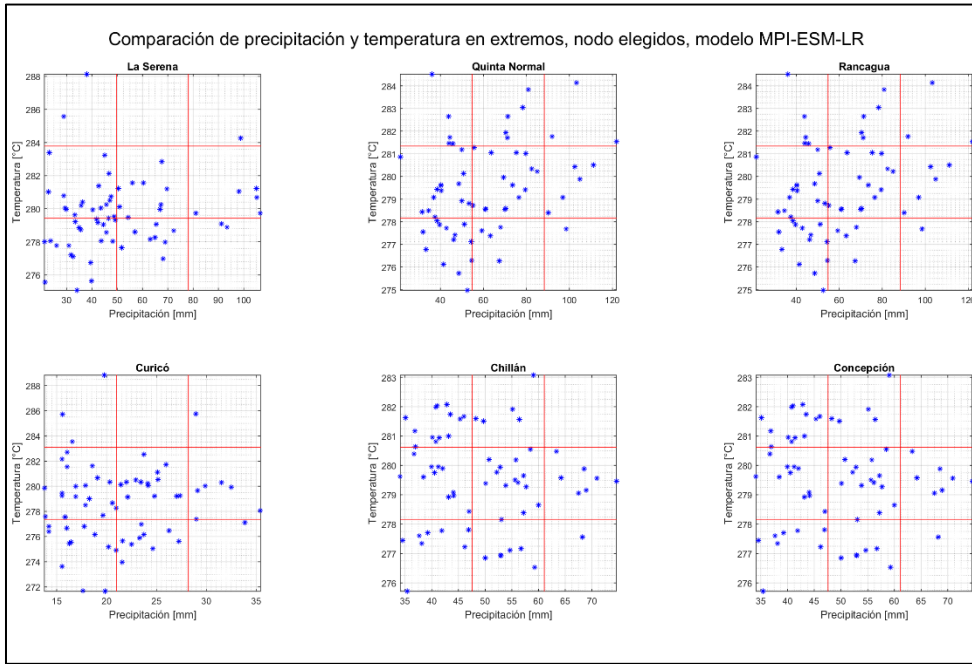 Comparación de precipitación y temperatura en extremos, nodo elegidos, modelo MPI-ESM-LR
La Serena
Temperatura [°C]
288
286
284
282
280
278
276
30 40 50 60 70 80 90 100
Precipitación [mm]
Quinta Normal
Temperatura [°C]
284
283
282
281
280
279
278
277
276
275
40 60 80 100 120
Precipitación [mm]
Rancagua
Temperatura [°C]
284
283
282
281
280
279
278
277
276
275
40 60 80 100 120
Precipitación [mm]
Curicó
Temperatura [°C]
288
286
284
282
280
278
276
274
272
15 20 25 30 35
Precipitación [mm]
Chillán
Temperatura [°C]
283
282
281
280
279
278
277
276
35 40 45 50 55 60 65 70
Precipitación [mm]
Concepción
Temperatura [°C]
283
282
281
280
279
278
277
276
35 40 45 50 55 60 65 70
Precipitación [mm]